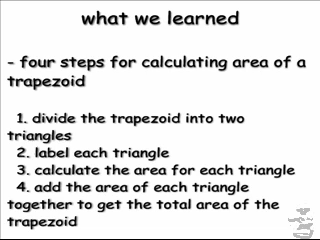 what we learned
- four steps for calculating area of a
trapezoid
1. divide the trapezoid into two
triangles
2. label each triangle
3. calculate the area for each triangle
4. add the area of each triangle
together to get the total area of the
trapezoid